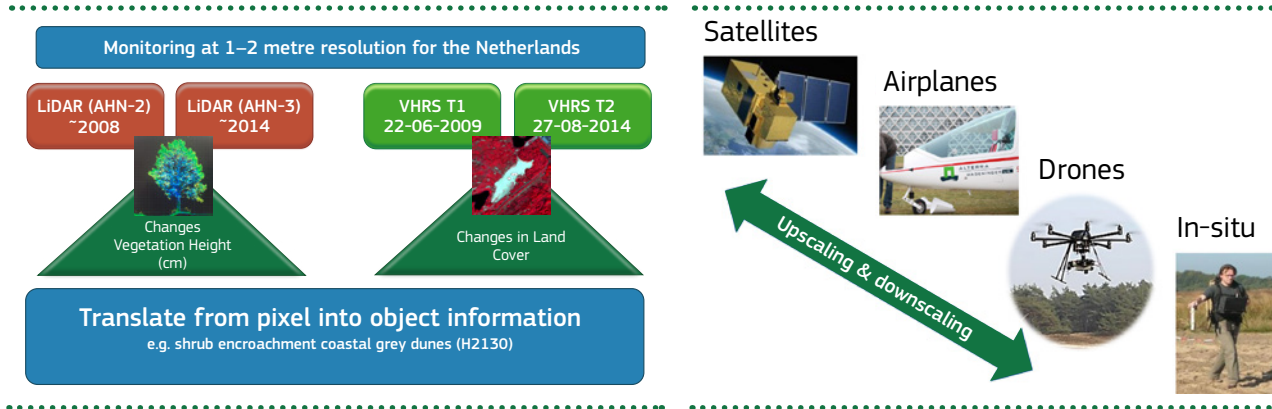 Monitoring at 1–2 metre resolution for the Netherlands
LiDAR (AHN-2)
~2008
LiDAR (AHN-3)
~2014
VHRS T1
22-06-2009
VHRS T2
27-08-2014
Changes
Vegetation Height
(cm)
Changes in Land
Cover
Translate from pixel into object information
e.g. shrub encroachment coastal grey dunes (H2130)
Satellites
Airplanes
ALTERRA
Drones
In-situ
Upscaling & downscaling